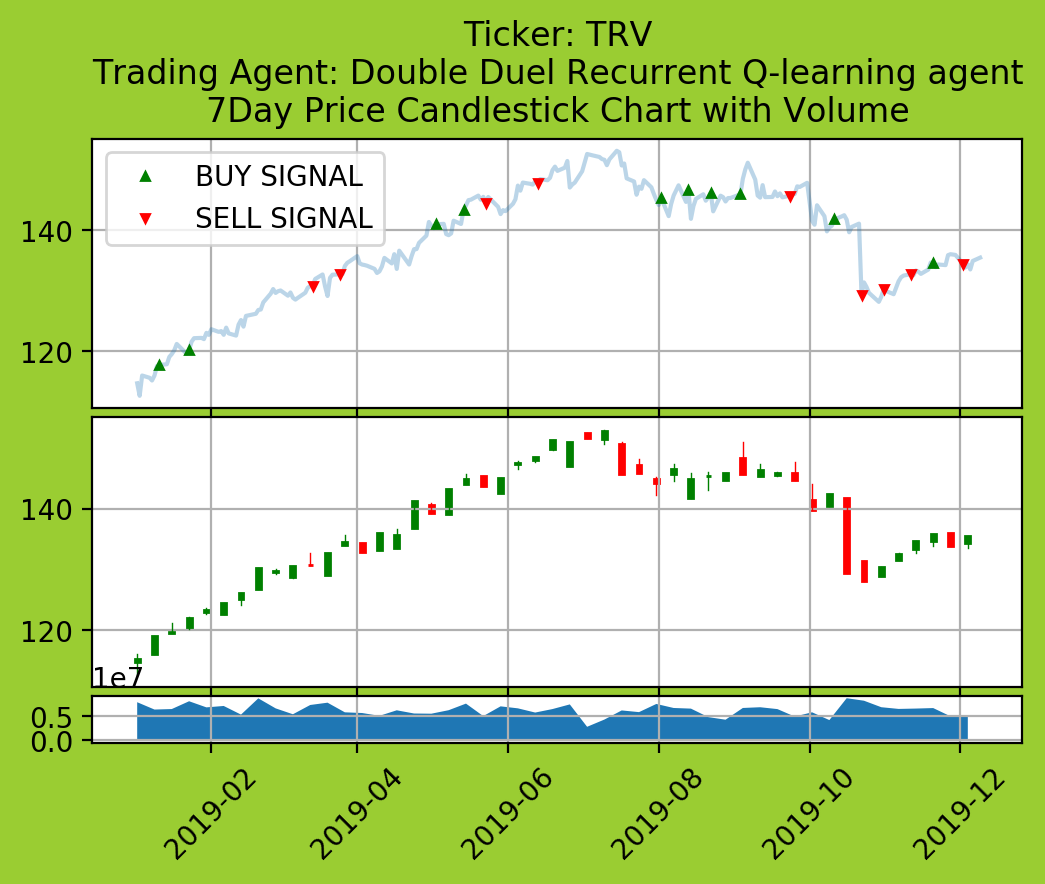 Ticker: TRV
Trading Agent: Double Duel Recurrent Q-learning agent
7Day Price Candlestick Chart with Volume
BUY SIGNAL
SELL SIGNAL
140
120
140
120
1e7
0.5
0.0
2019-02
2019-04
2019-06
2019-08
2019-10
2019-12